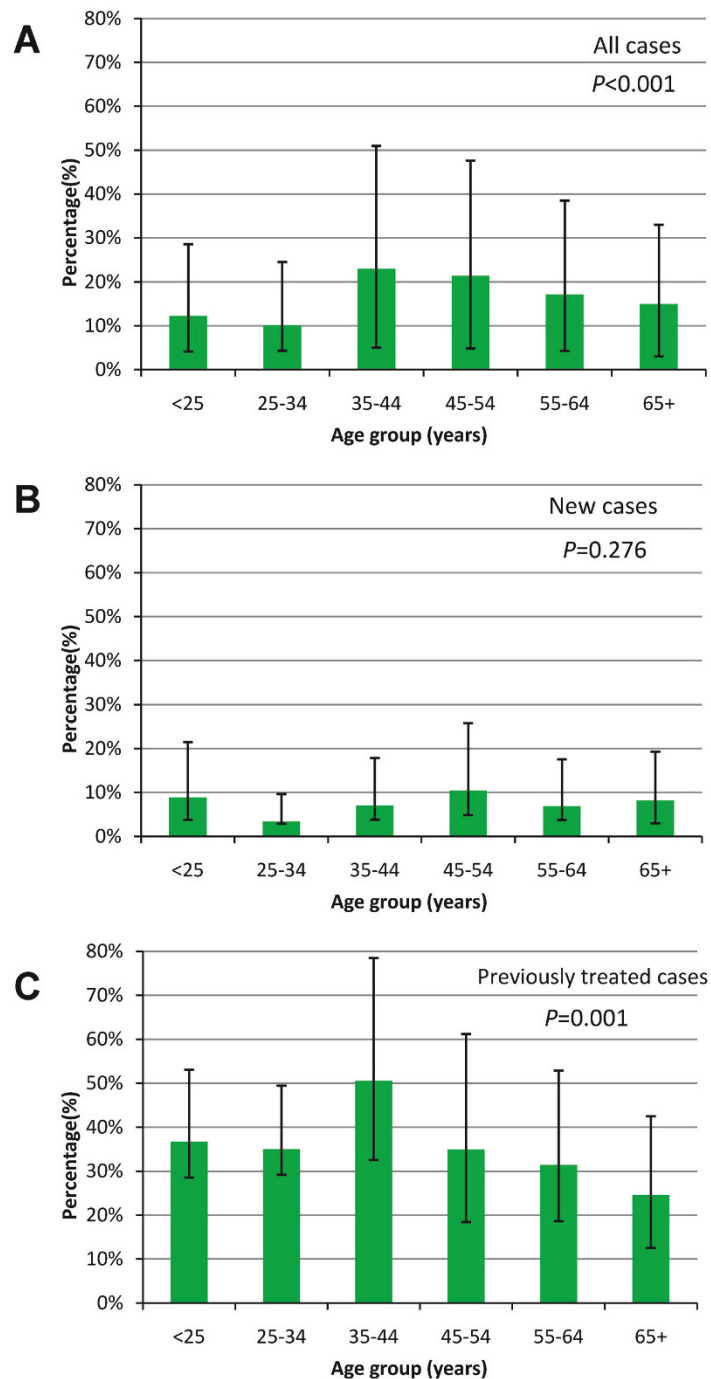 A
All cases
P<0.001
Percentage(%)
80%
70%
60%
50%
40%
30%
20%
10%
0%
<25 25-34 35-44 45-54 55-64 65+
Age group (years)
B
New cases
P=0.276
Percentage(%)
80%
70%
60%
50%
40%
30%
20%
10%
0%
<25 25-34 35-44 45-54 55-64 65+
Age group (years)
C
Previously treated cases
P=0.001
Percentage(%)
80%
70%
60%
50%
40%
30%
20%
10%
0%
<25 25-34 35-44 45-54 55-64 65+
Age group (years)